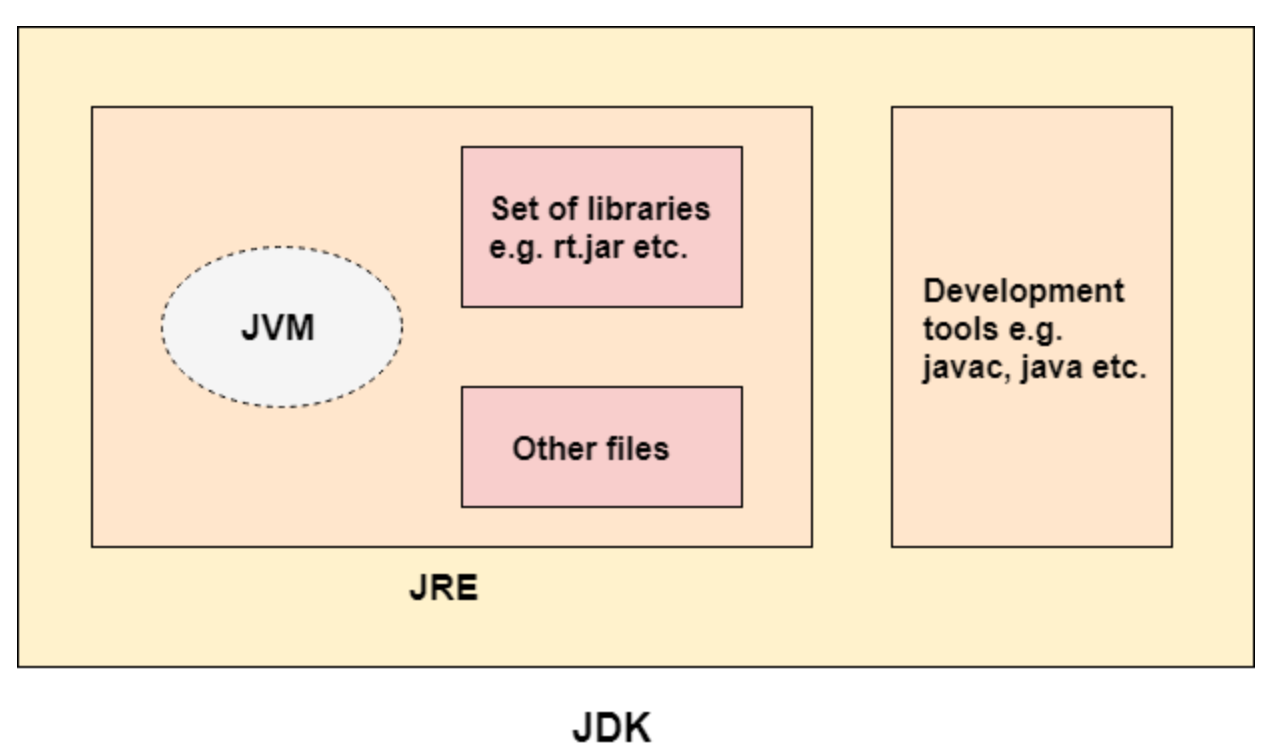 Set of libraries
e.g. rt.jar etc.
JVM
Development
tools e.g.
javac, java etc.
Other files
JRE
JDK